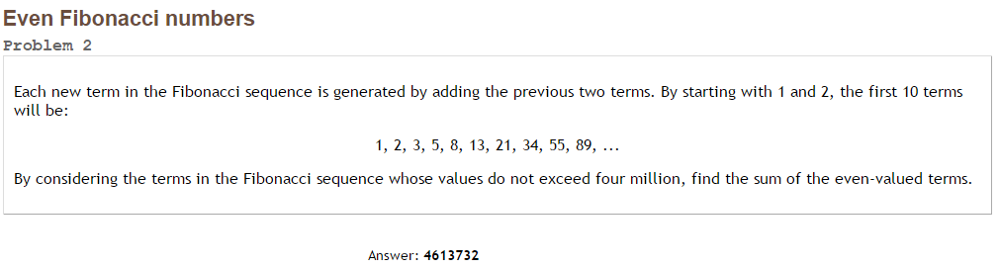 Even Fibonacci numbers
Problem 2
Each new term in the Fibonacci sequence is generated by adding the previous two terms. By starting with 1 and 2, the first 10 terms
will be:
1, 2, 3, 5, 8, 13, 21, 34, 55, 89, ...
By considering the terms in the Fibonacci sequence whose values do not exceed four million, find the sum of the even-valued terms.
Answer: 4613732